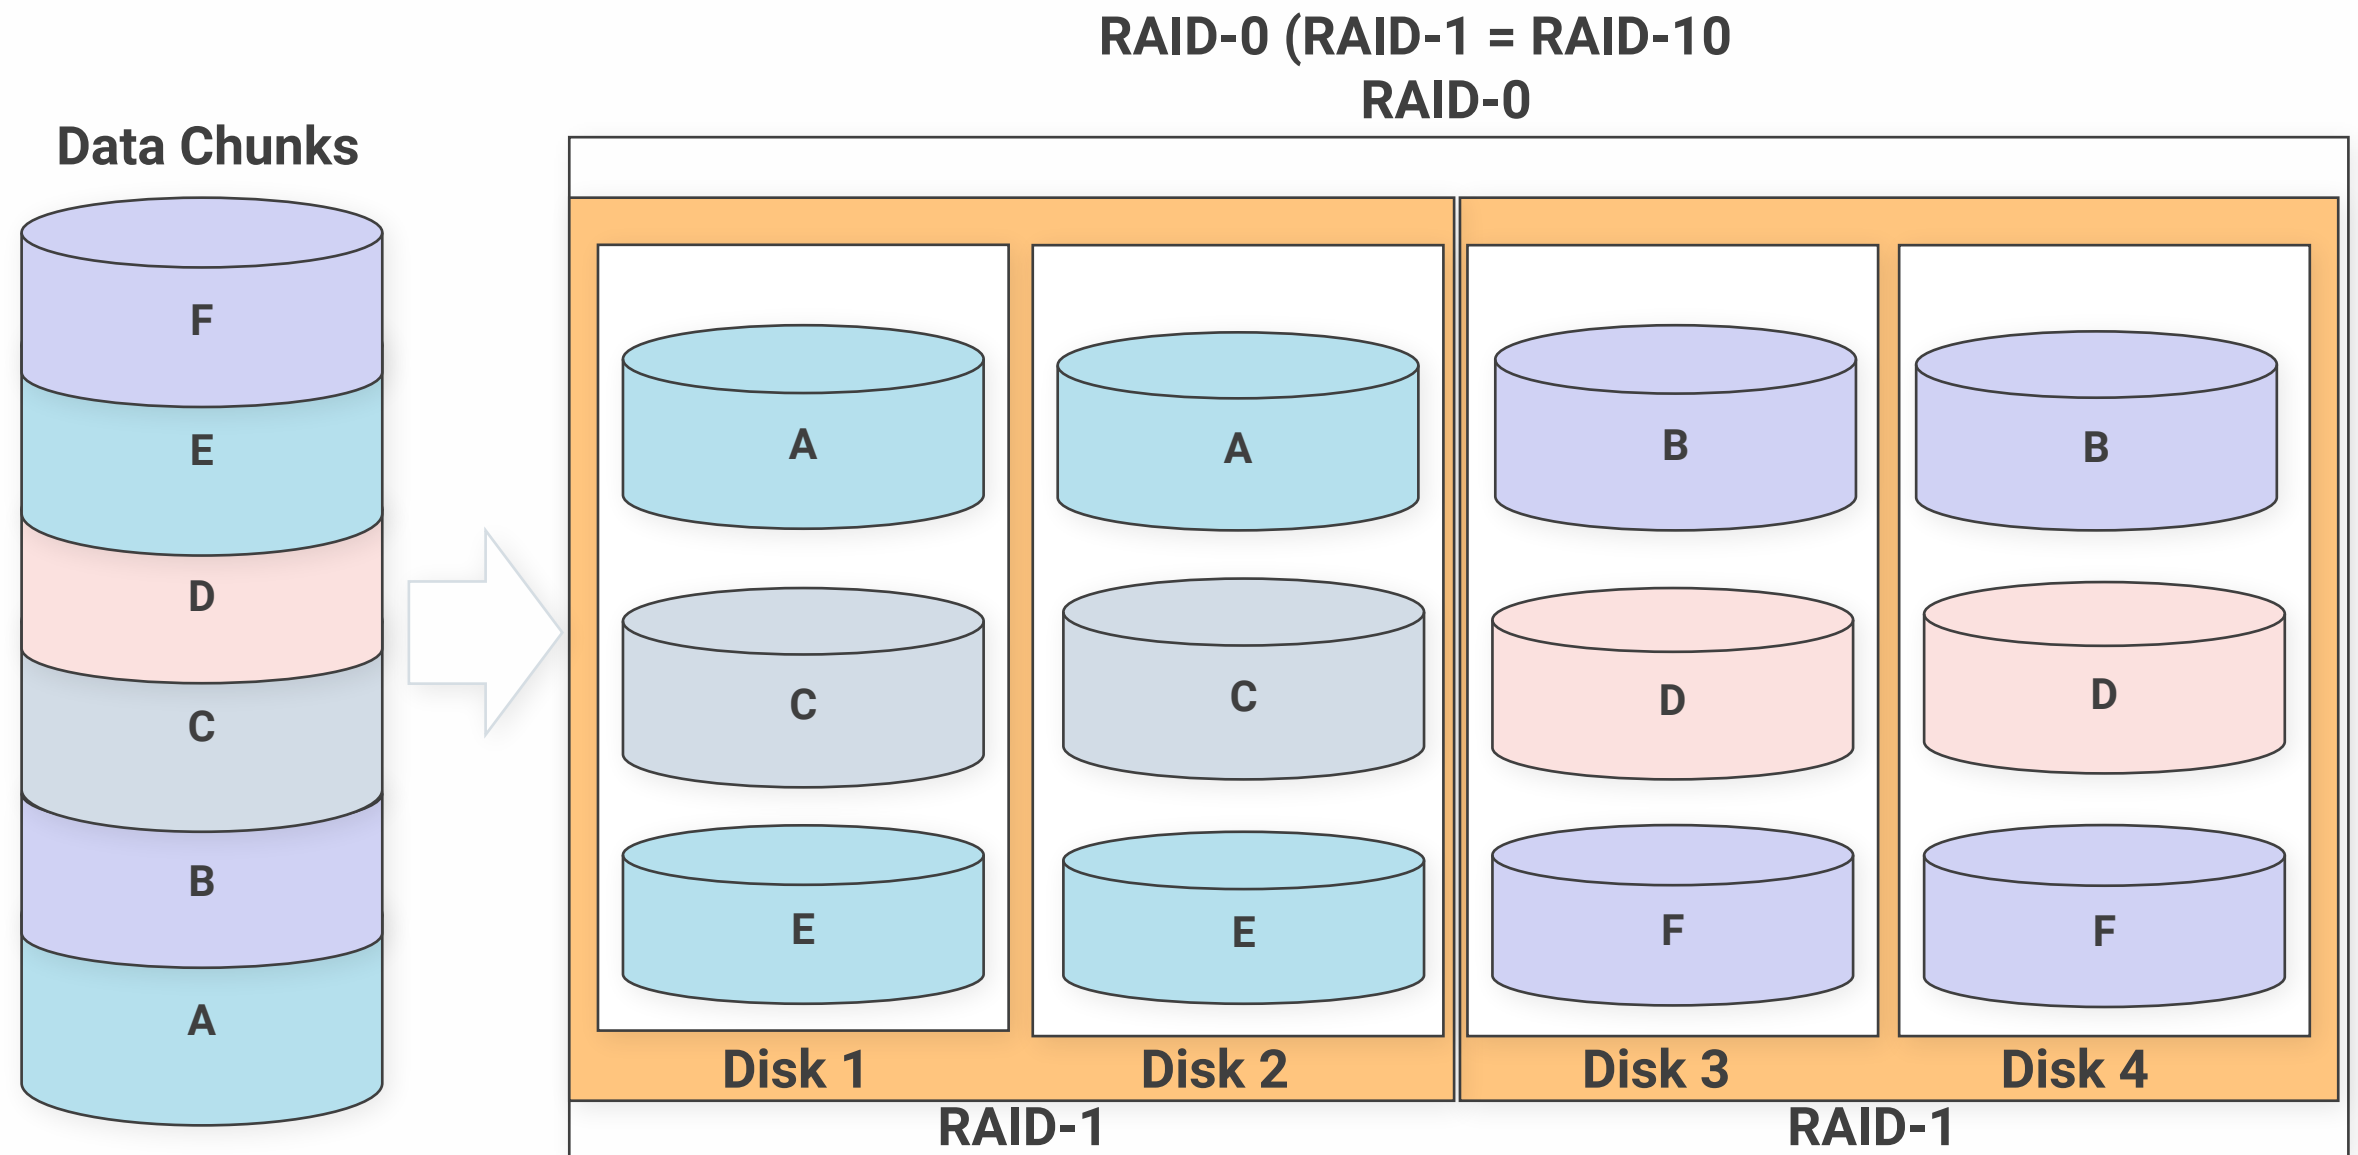 RAID-0 (RAID-1 = RAID-10
RAID-0
Data Chunks
F
E
D
C
B
A
A
A
B
B
C
C
D
D
E
E
F
F
Disk 1
Disk 2
Disk 3
Disk 4
RAID-1
RAID-1